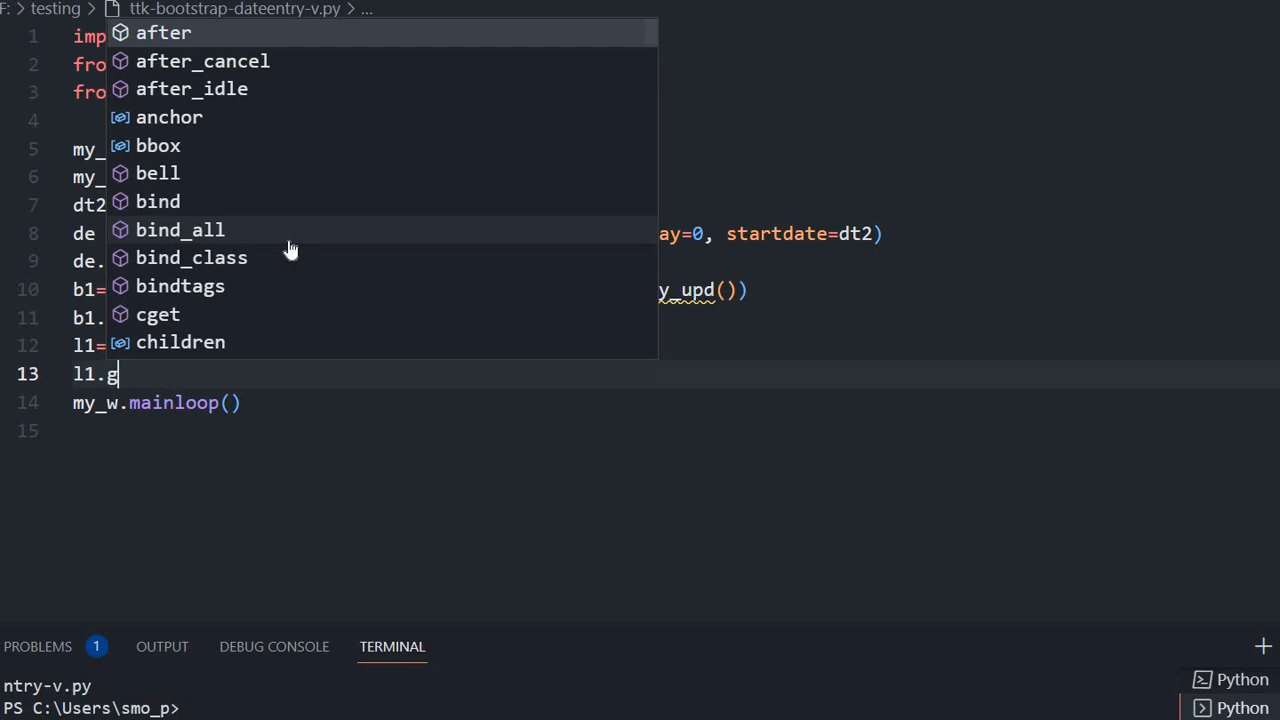 F: > testing > ttk-bootstrap-dateentry-v.py > ...
1 imp
2 fro
3 fro
4
5 my_
6 my_
7 dt2
8 de ay=0, startdate=dt2)
9 de.
10 b1= y_upd())
11 b1.
12 l1=
13 l1.g
14 my_w.mainloop()
15
after
after_cancel
after_idle
anchor
bbox
bell
bind
bind_all
bind_class
bindtags
cget
children
PROBLEMS 1 OUTPUT DEBUG CONSOLE TERMINAL
ntry-v.py
PS C:\Users\smo_p>
Python
Python